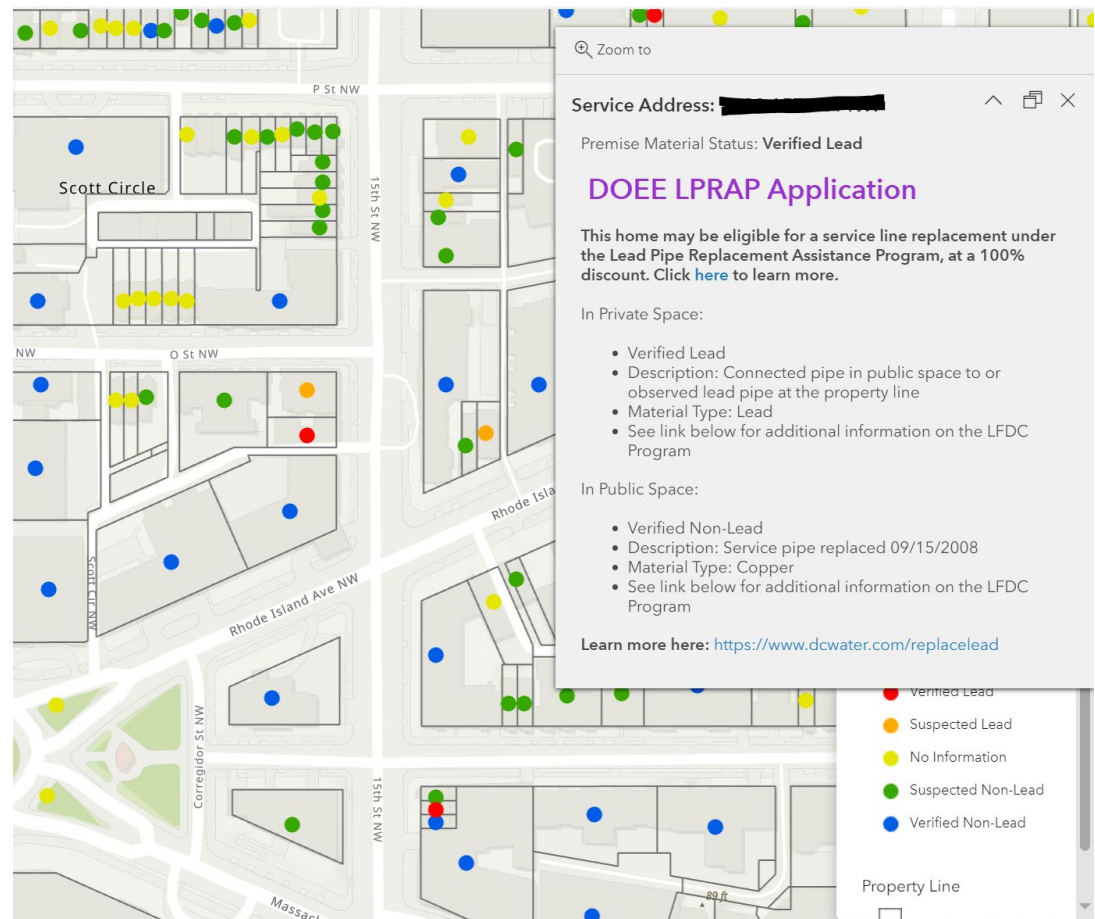 P St NW
Scott Circle
15th St NW
NW
O St NW
Rhode Isla
Scott Cir NW
Rhode Island Ave NW
Corregidor St NW
15th St NW
Massach
89 ft
Zoom to
Service Address:
Premise Material Status: Verified Lead
DOEE LPRAP Application
This home may be eligible for a service line replacement under
the Lead Pipe Replacement Assistance Program, at a 100%
discount. Click here to learn more.
In Private Space:
• Verified Lead
• Description: Connected pipe in public space to or
observed lead pipe at the property line
• Material Type: Lead
• See link below for additional information on the LFDC
Program
In Public Space:
• Verified Non-Lead
• Description: Service pipe replaced 09/15/2008
• Material Type: Copper
• See link below for additional information on the LFDC
Program
Learn more here: https://www.dcwater.com/replacelead
Verified Lead
Suspected Lead
No Information
Suspected Non-Lead
Verified Non-Lead
Property Line